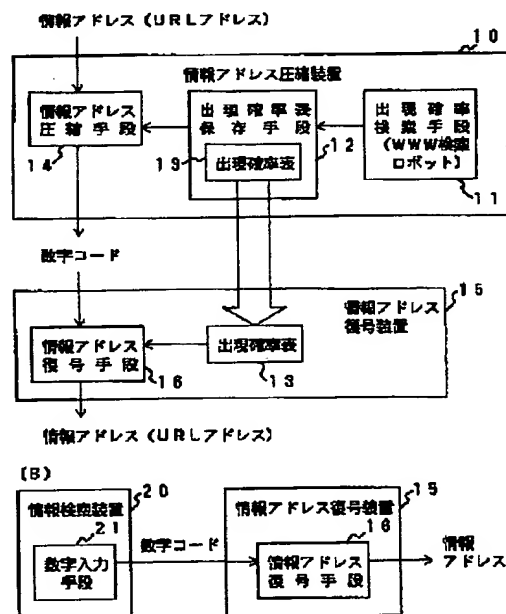 情報アドレス(URLアドレス)
10
情報アドレス圧縮装置
情報アドレス
圧縮手段
14
出現確率表
保存手段
13
出現確率表
12
出現確率
検索手段
(WWW検索
ロボット)
11
数字コード
15
情報アドレス
復号装置
情報アドレス
復号手段
16
出現確率表
13
情報アドレス(URLアドレス)
(B)
20
情報検索装置
21
数字入力
手段
数字コード
15
情報アドレス復号装置
16
情報アドレス
復号手段
情報
アドレス